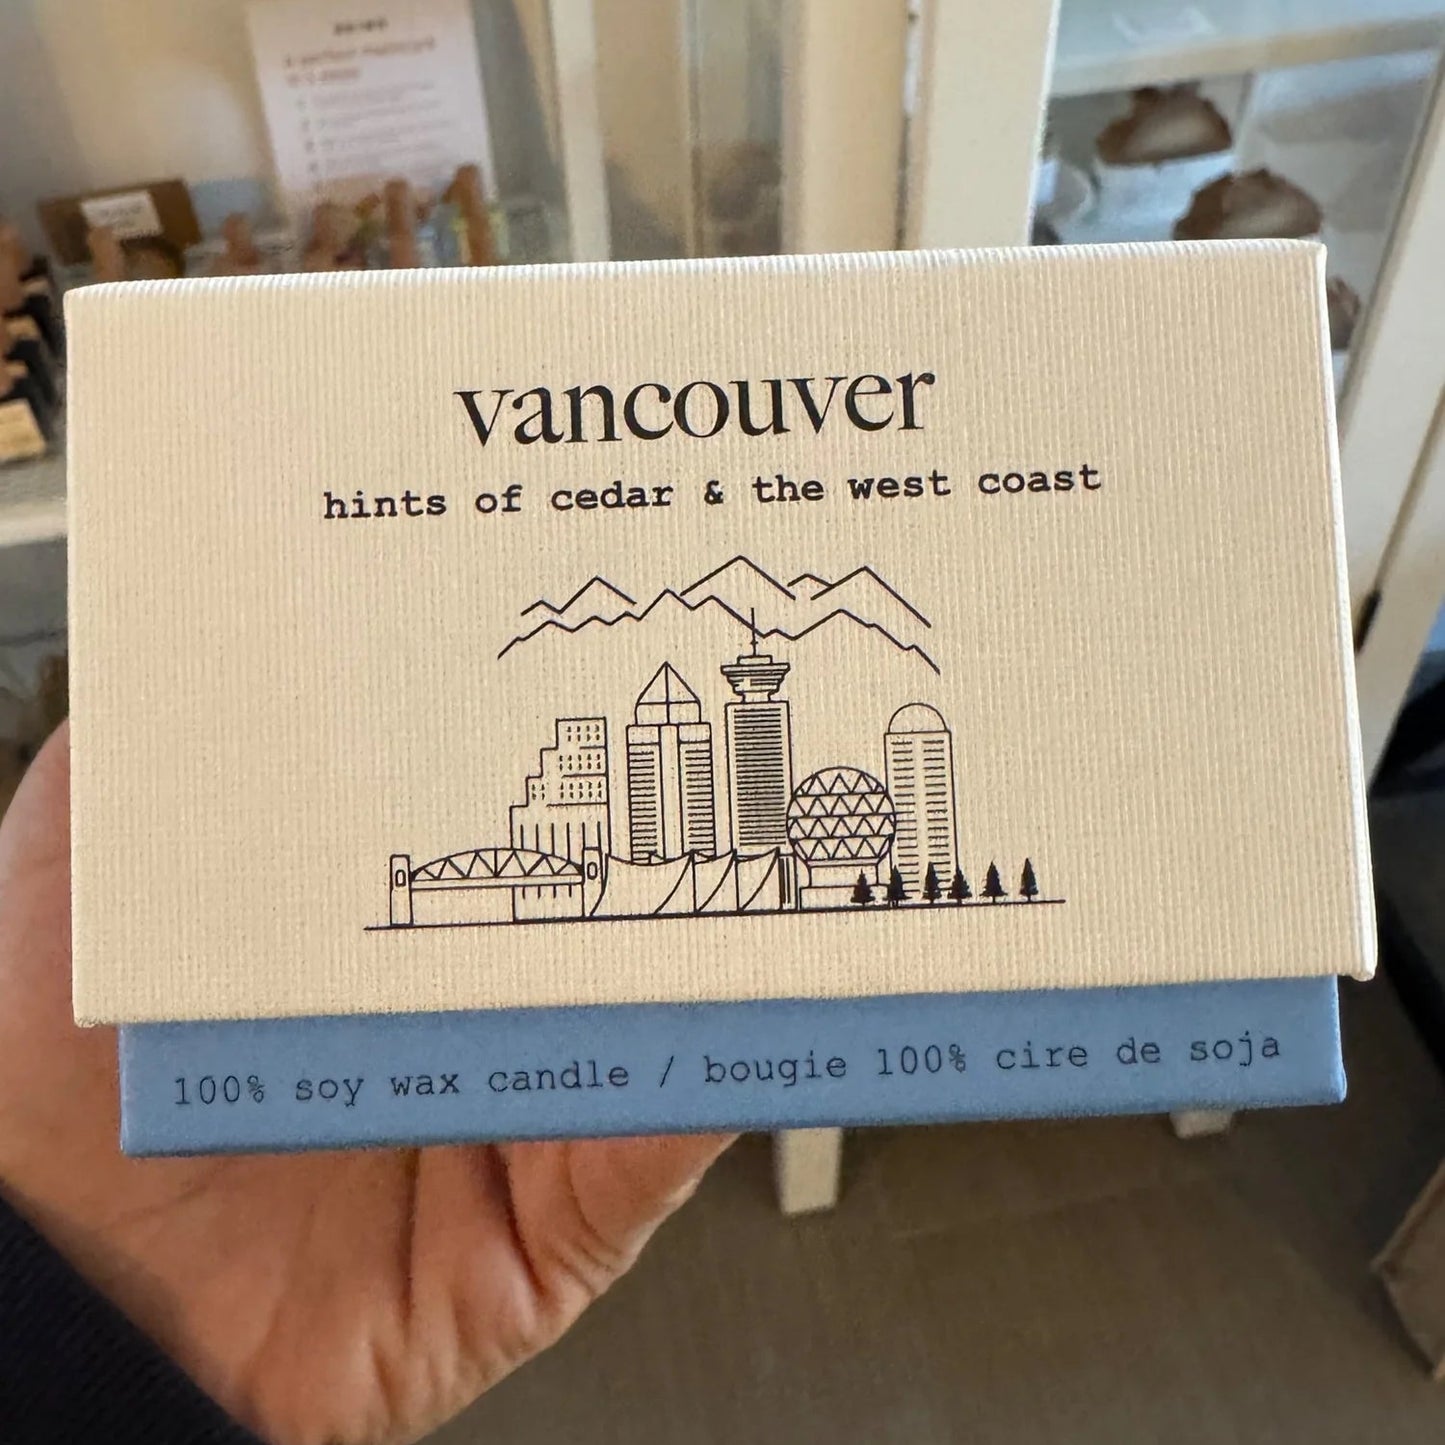 vancouver
hints of cedar & the west coast
100% soy wax candle / bougie 100% cire de soja